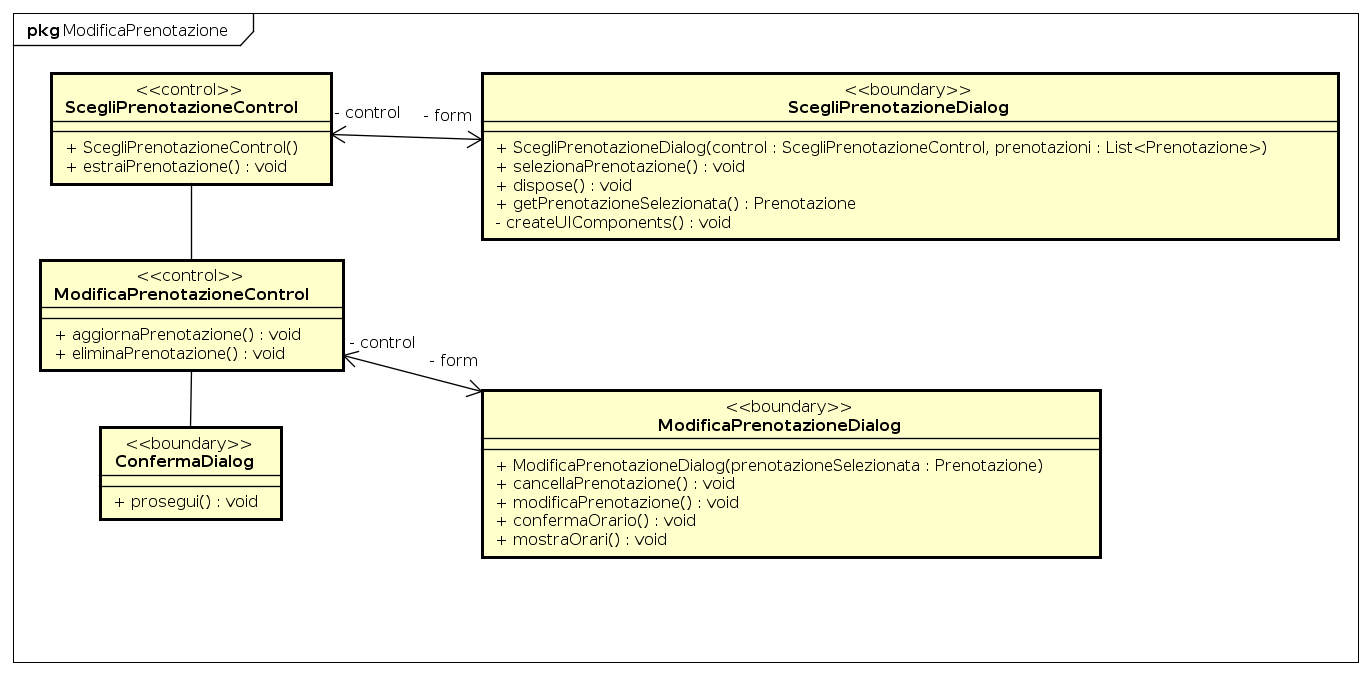 pkg ModificaPrenotazione
<<control>>
ScegliPrenotazioneControl
+ ScegliPrenotazioneControl()
+ estraiPrenotazione() : void
- control
- form
<<boundary>>
ScegliPrenotazioneDialog
+ ScegliPrenotazioneDialog(control : ScegliPrenotazioneControl, prenotazioni : List<Prenotazione>)
+ selezionaPrenotazione() : void
+ dispose() : void
+ getPrenotazioneSelezionata() : Prenotazione
- createUIComponents() : void
<<control>>
ModificaPrenotazioneControl
+ aggiornaPrenotazione() : void
+ eliminaPrenotazione() : void
- control
- form
<<boundary>>
ModificaPrenotazioneDialog
+ ModificaPrenotazioneDialog(prenotazioneSelezionata : Prenotazione)
+ cancellaPrenotazione() : void
+ modificaPrenotazione() : void
+ confermaOrario() : void
+ mostraOrari() : void
<<boundary>>
ConfermaDialog
+ prosegui() : void